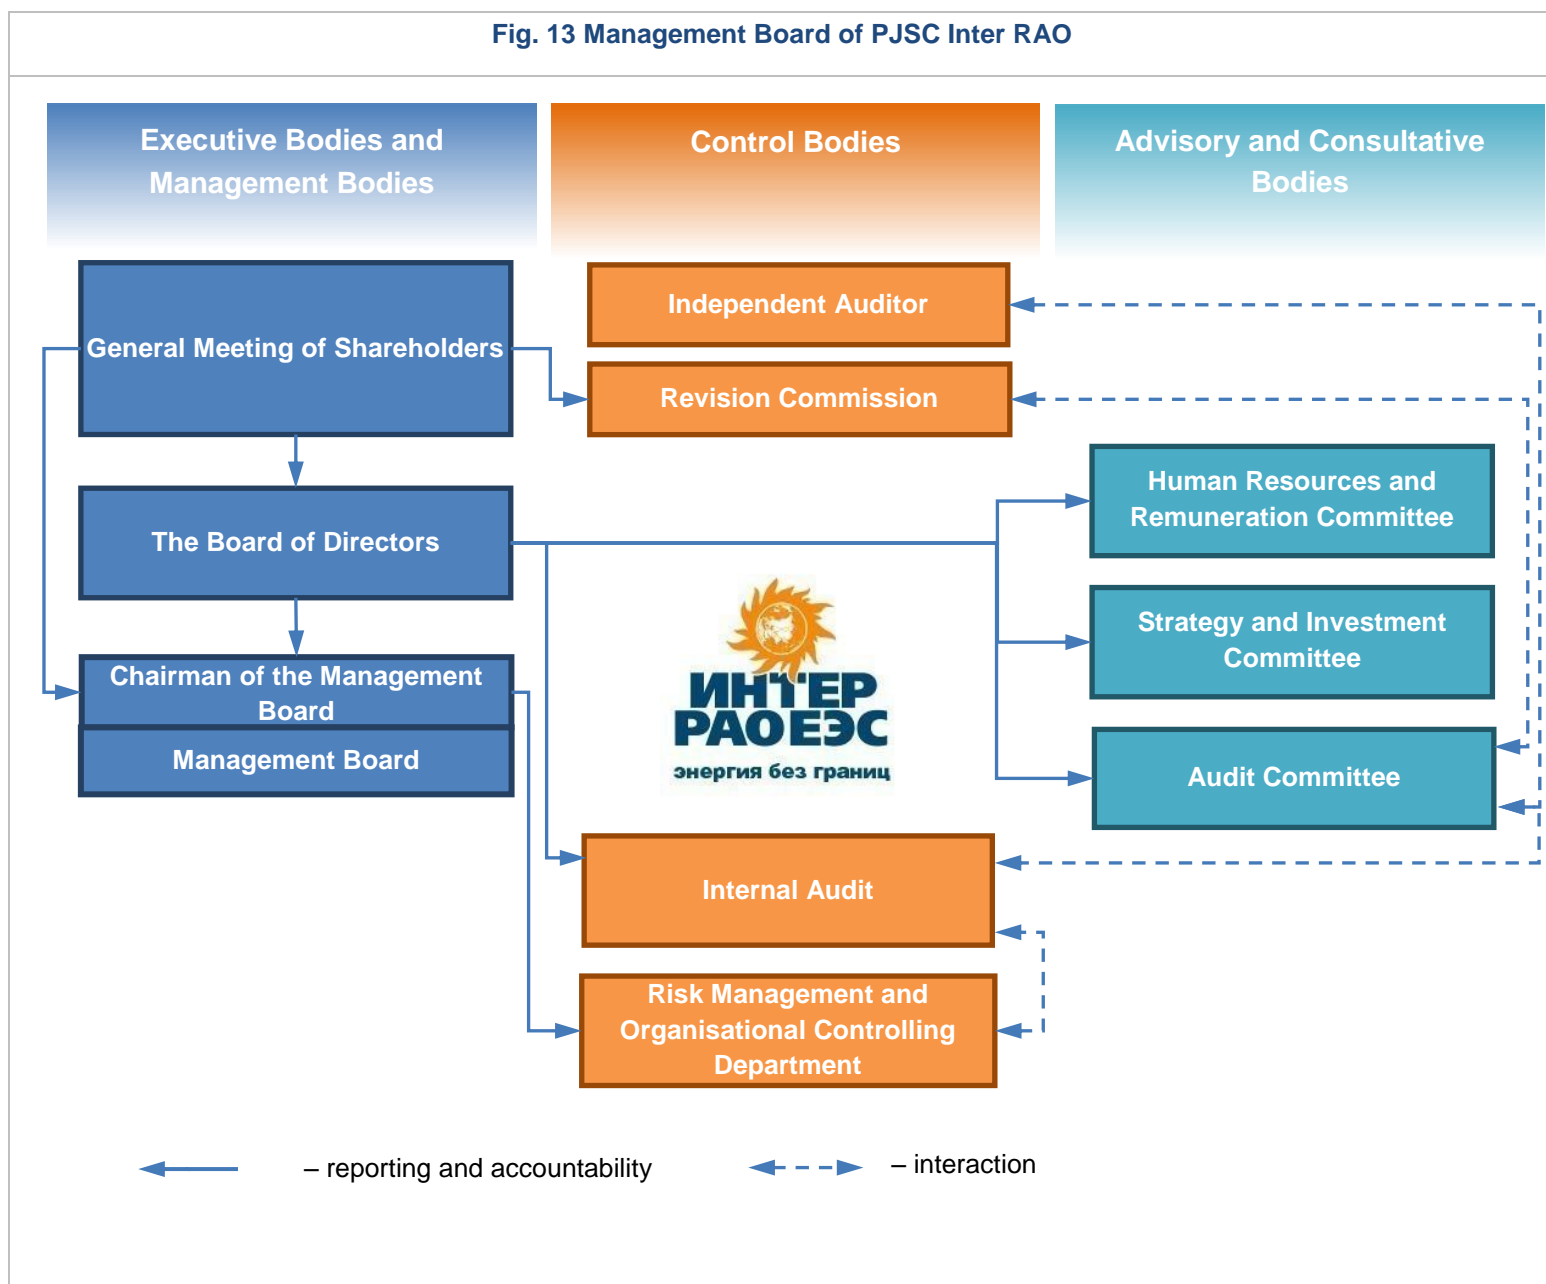 Fig. 13 Management Board of PJSC Inter RAO
Executive Bodies and
Management Bodies
Control Bodies
Advisory and Consultative
Bodies
General Meeting of Shareholders
Independent Auditor
Revision Commission
Human Resources and
Remuneration Committee
The Board of Directors
Strategy and Investment
Committee
Chairman of the Management
Board
Management Board
ИНТЕР
РАО ЕЭС
энергия без границ
Audit Committee
Internal Audit
Risk Management and
Organisational Controlling
Department
– reporting and accountability
– interaction